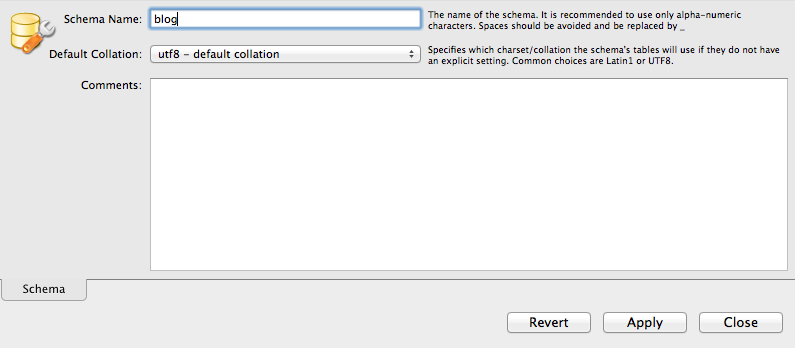 Schema Name: blog The name of the schema. It is recommended to use only alpha-numeric
characters. Spaces should be avoided and be replaced by _
Default Collation: utf8 - default collation Specifies which charset/collation the schema's tables will use if they do not have
an explicit setting. Common choices are Latin1 or UTF8.
Comments:
Schema
Revert Apply Close